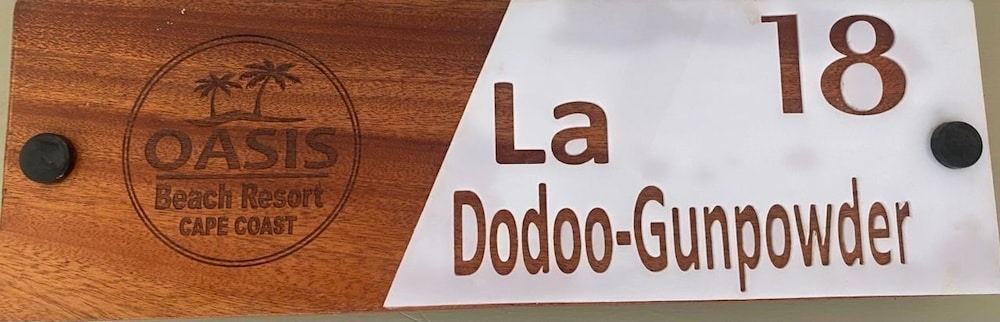 OASIS
Beach Resort
CAPE COAST
18
La
Dodoo-Gunpowder